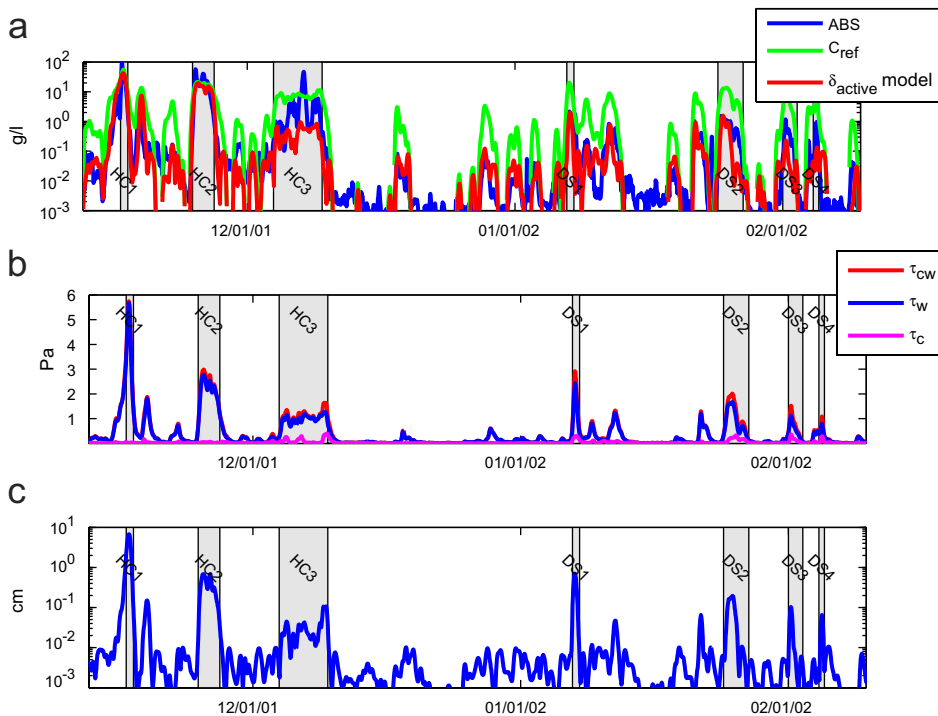 a
ABS
C_ref
δ_active model
g/l
10^2
10^1
10^0
10^-1
10^-2
10^-3
HC1
HC2
HC3
DS1
DS2
DS3
DS4
12/01/01
01/01/02
02/01/02
b
τ_cw
τ_w
τ_c
Pa
6
5
4
3
2
1
HC1
HC2
HC3
DS1
DS2
DS3
DS4
12/01/01
01/01/02
02/01/02
c
cm
10^1
10^0
10^-1
10^-2
10^-3
HC1
HC2
HC3
DS1
DS2
DS3
DS4
12/01/01
01/01/02
02/01/02